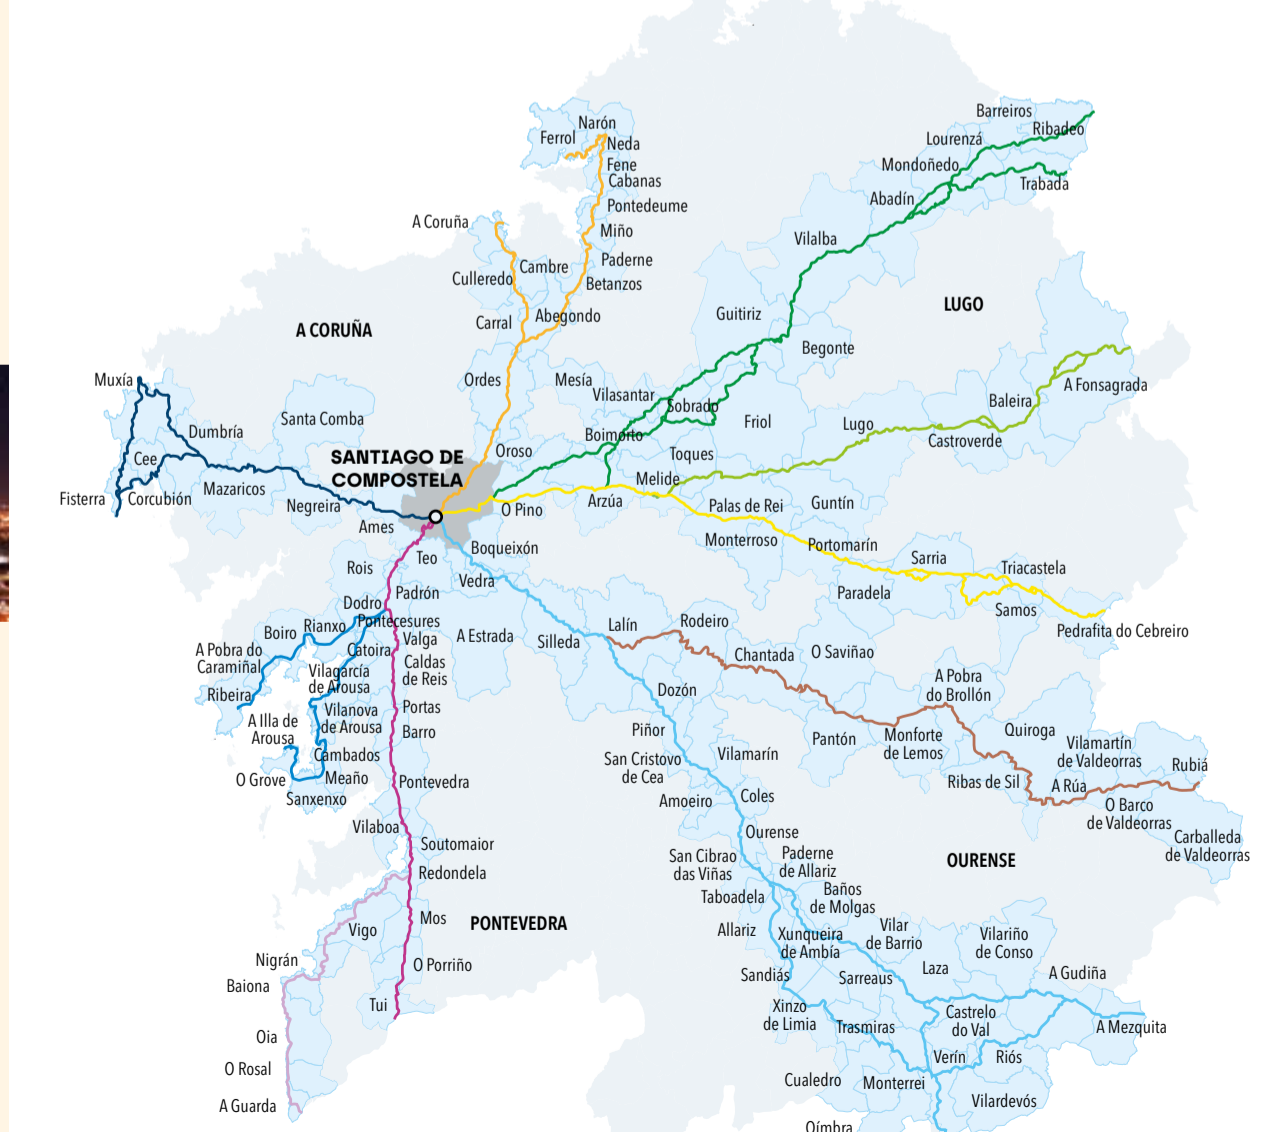 Barreiros
Narón
Ribadeo
Ferrol
Lourenzá
Neda
Fene
Mondoñedo
Cabanas
Trabada
Abadín
Pontedeume
A Coruña
Miño
Vilalba
Paderne
Cambre
Culleredo
Betanzos
LUGO
Guitiriz
Abegondo
Carral
A CORUÑA
Begonte
Muxía
Ordes
Mesía
A Fonsagrada
Vilasantar
Baleira
Sobrado
Santa Comba
Friol
Lugo
Dumbría
Boimorto
Castroverde
Oroso
Toques
SANTIAGO DE
COMPOSTELA
Cee
Melide
Mazaricos
Fisterra
Corcubión
Arzúa
Negreira
O Pino
Palas de Rei
Guntín
Ames
Monterroso
Portomarín
Boqueixón
Teo
Sarria
Rois
Triacastela
Vedra
Padrón
Paradela
Dodro
Samos
Pontecesures
Rianxo
Boiro
Lalín
Rodeiro
Pedrafita do Cebreiro
A Estrada
Valga
Silleda
A Pobra do
Caramiñal
Catoira
Chantada
O Saviñao
Caldas
de Reis
Vilagarcía
de Arousa
A Pobra
do Brollón
Ribeira
Dozón
Portas
Vilanova
de Arousa
A Illa de
Arousa
Barro
Piñor
Quiroga
Pantón
Monforte
de Lemos
Vilamartín
de Valdeorras
Cambados
Vilamarín
San Cristovo
de Cea
Rubiá
O Grove
Meaño
Pontevedra
Ribas de Sil
A Rúa
Sanxenxo
Amoeiro
Coles
O Barco
de Valdeorras
Vilaboa
Ourense
Carballeda
de Valdeorras
Soutomaior
San Cibrao
das Viñas
Paderne
de Allariz
OURENSE
Redondela
Taboadela
Baños
de Molgas
Mos
PONTEVEDRA
Vigo
Allariz
Xunqueira
de Ambía
Vilar
de Barrio
Vilariño
de Conso
Nigrán
O Porriño
Laza
Sandiás
Sarreaus
A Gudiña
Baiona
Tui
Xinzo
de Limia
Castrelo
do Val
Trasmiras
A Mezquita
Oia
Verín
Riós
O Rosal
Cualedro
Monterrei
A Guarda
Vilardevós
Oímbra